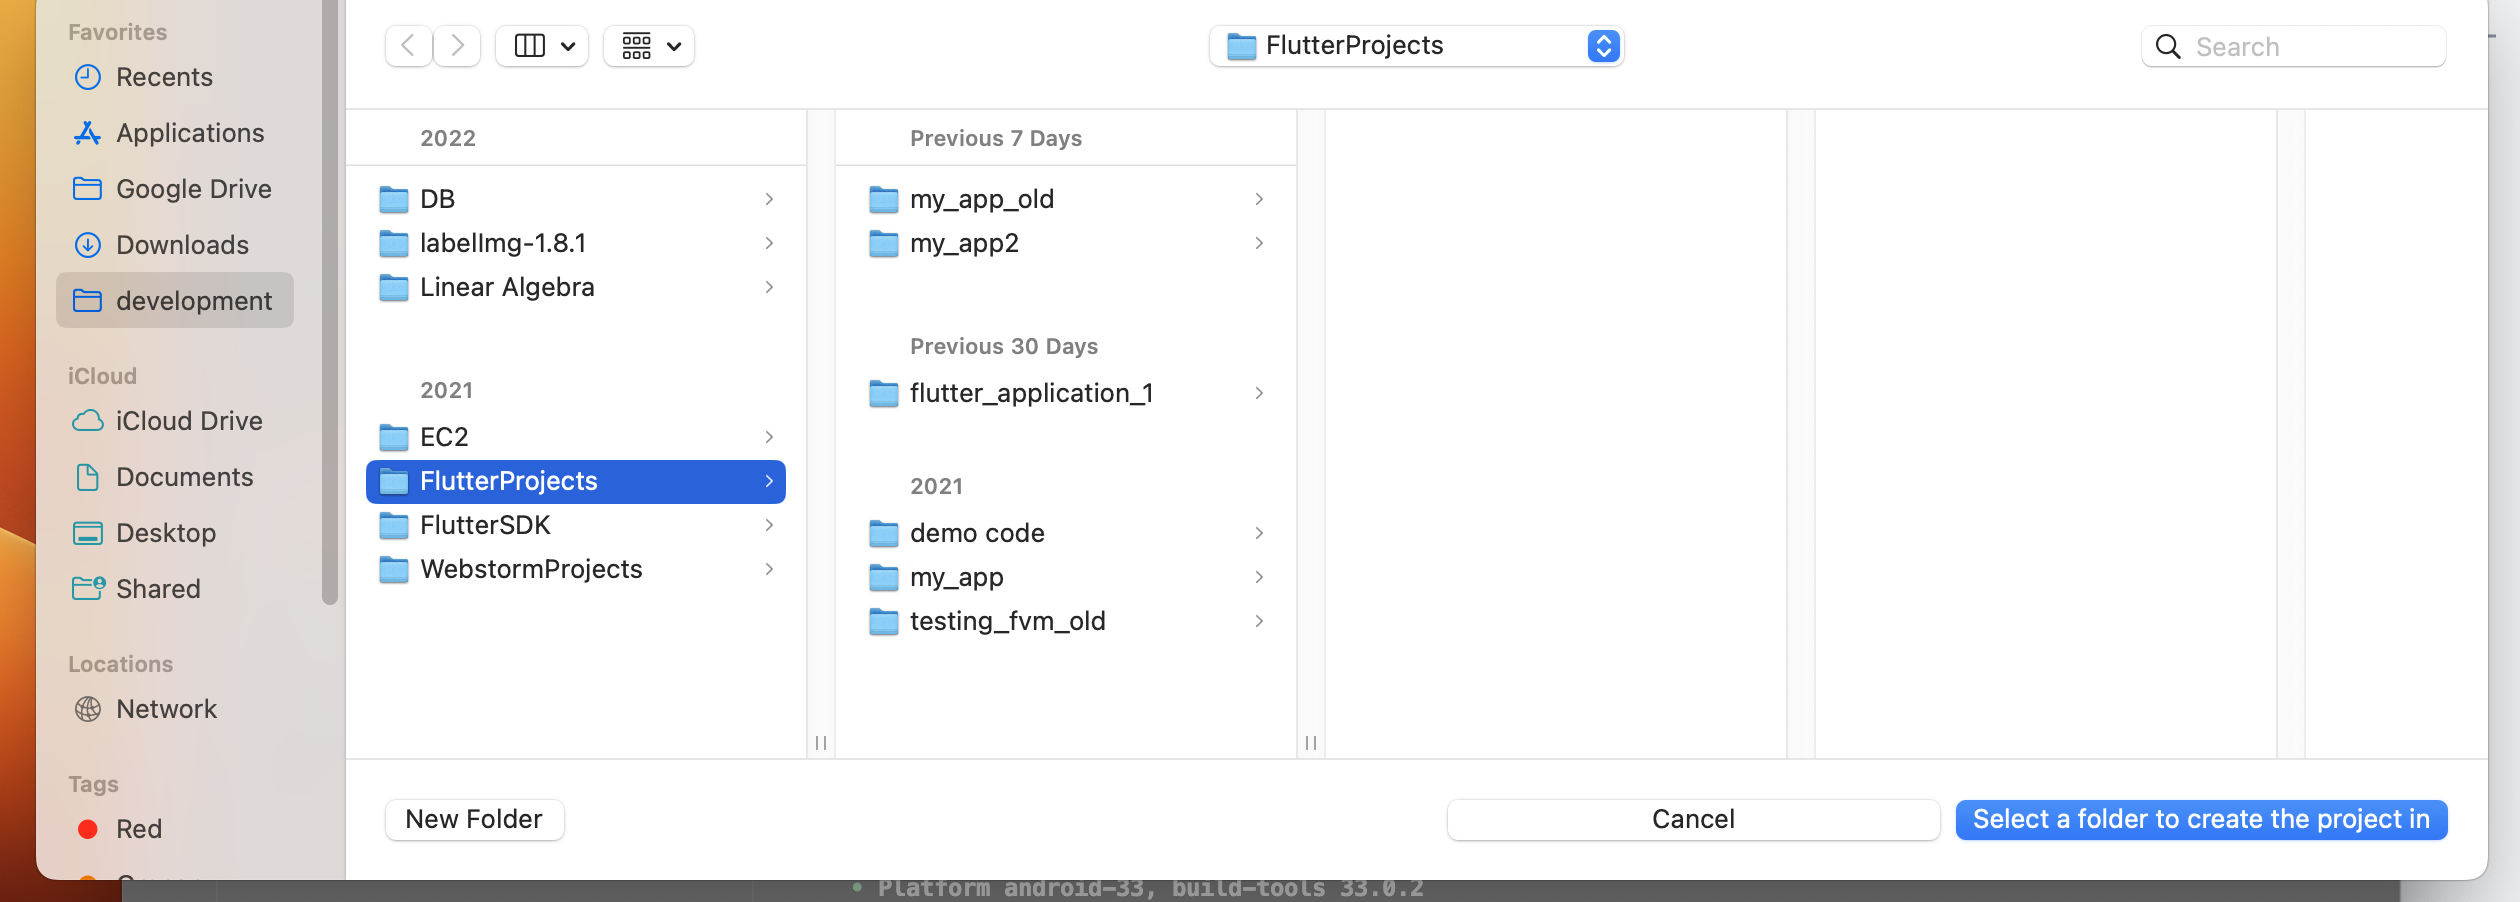 Favorites
Recents
Applications
Google Drive
Downloads
development
iCloud
iCloud Drive
Documents
Desktop
Shared
Locations
Network
Tags
Red
FlutterProjects
Search
2022
DB
labelImg-1.8.1
Linear Algebra
2021
EC2
FlutterProjects
FlutterSDK
WebstormProjects
Previous 7 Days
my_app_old
my_app2
Previous 30 Days
flutter_application_1
2021
demo code
my_app
testing_fvm_old
New Folder
Cancel
Select a folder to create the project in
• Platform android-33, build-tools 33.0.2